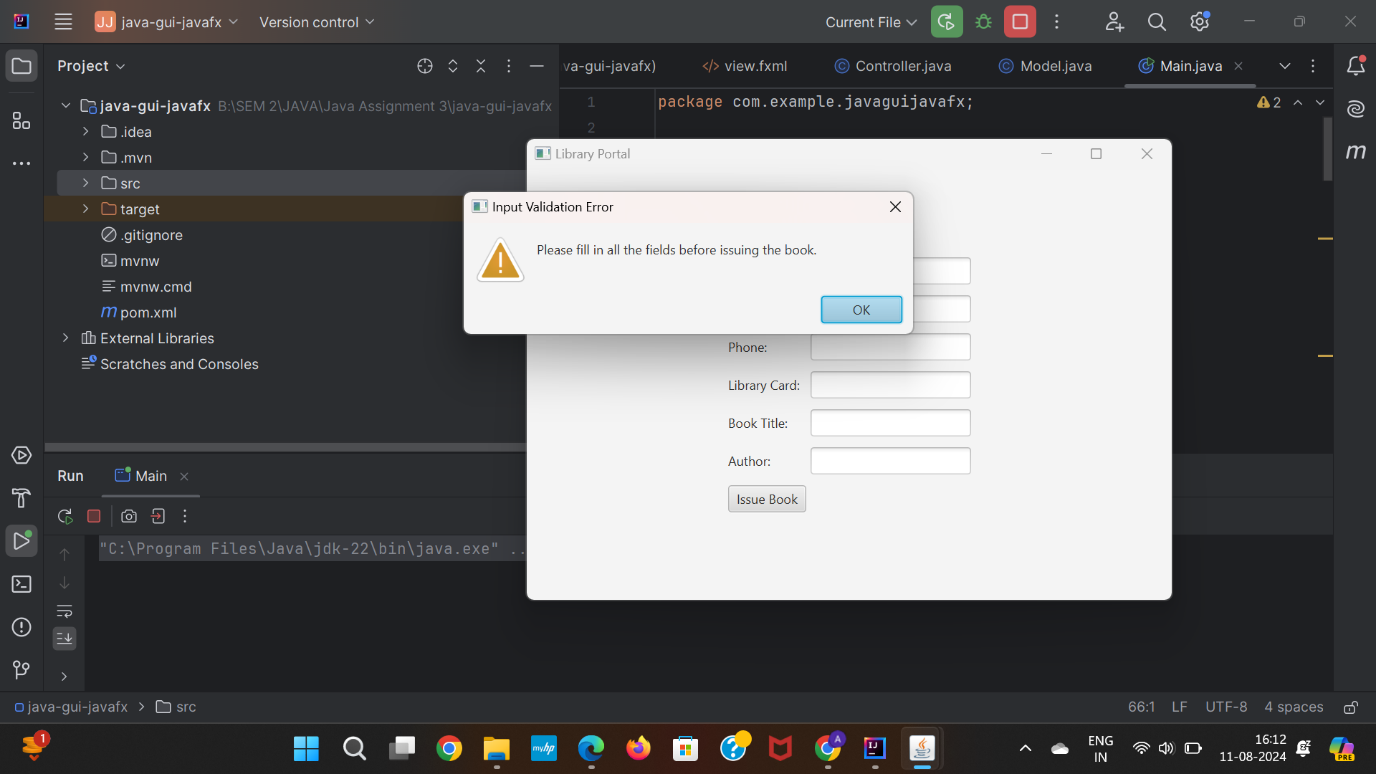 JJ java-gui-javafx Version control Current File
Project
va-gui-javafx) </> view.fxml Controller.java Model.java Main.java
java-gui-javafx B:\SEM 2\JAVA\Java Assignment 3\java-gui-javafx
.idea
.mvn
src
target
.gitignore
mvnw
mvnw.cmd
pom.xml
External Libraries
Scratches and Consoles
1 package com.example.javaguijavafx; 2
2
Library Portal
Input Validation Error
Please fill in all the fields before issuing the book.
OK
Phone:
Library Card:
Book Title:
Author:
Issue Book
Run Main
"C:\Program Files\Java\jdk-22\bin\java.exe" ..
java-gui-javafx > src 66:1 LF UTF-8 4 spaces
1 ENG 16:12
IN 11-08-2024
PRE